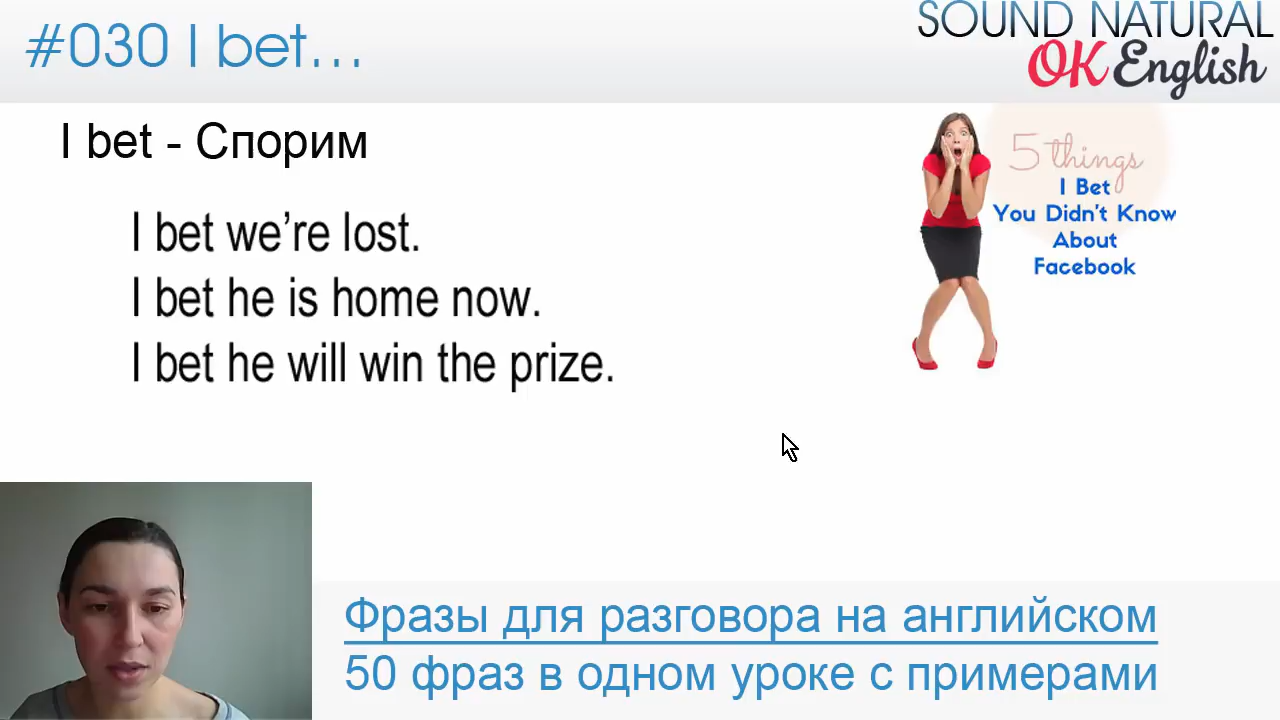 #030 I bet...
SOUND NATURAL
OK English
I bet - Спорим
I bet we’re lost.
I bet he is home now.
I bet he will win the prize.
5 things
I Bet
You Didn't Know
About
Facebook
Фразы для разговора на английском
50 фраз в одном уроке с примерами